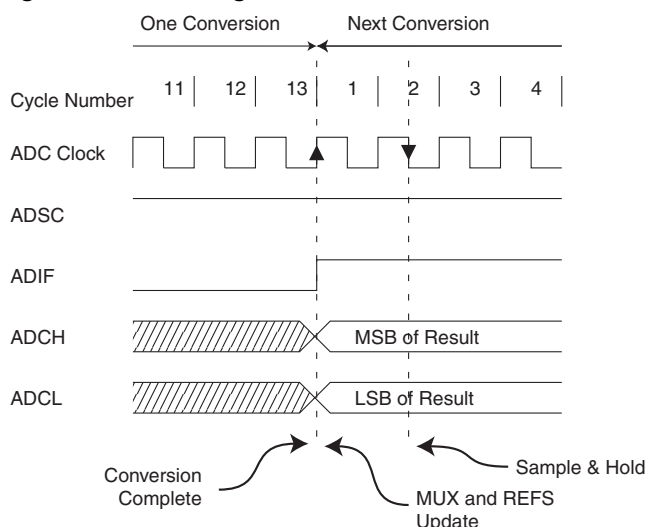 One Conversion Next Conversion
Cycle Number 11 12 13 1 2 3 4
ADC Clock
ADSC
ADIF
ADCH MSB of Result
ADCL LSB of Result
Conversion
Complete
MUX and REFS
Update
Sample & Hold